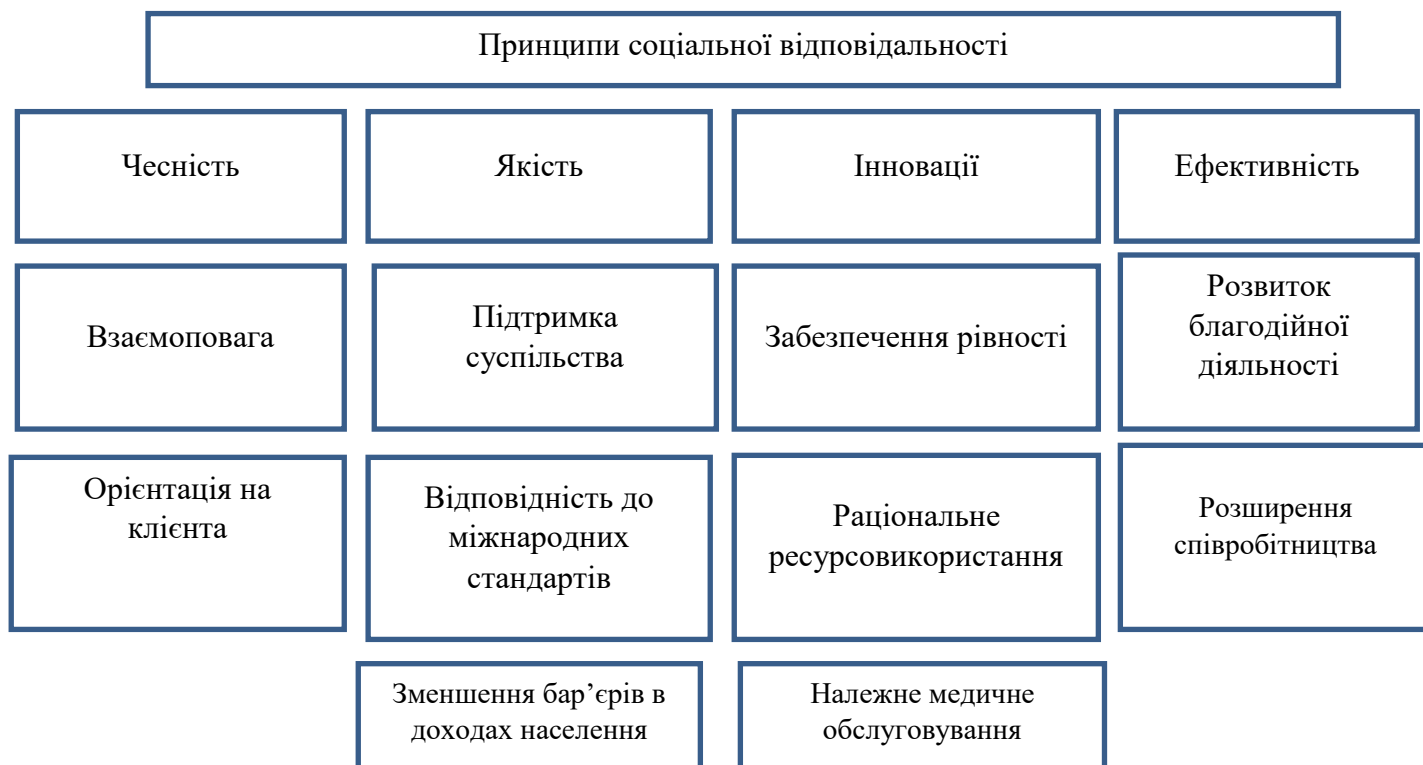 Принципи соціальної відповідальності
Чесність
Якість
Інновації
Ефективність
Взаємоповага
Підтримка
суспільства
Забезпечення рівності
Розвиток
благодійної
діяльності
Орієнтація на
клієнта
Відповідність до
міжнародних
стандартів
Раціональне
ресурсовикористання
Розширення
співробітництва
Зменшення бар’єрів в
доходах населення
Належне медичне
обслуговування